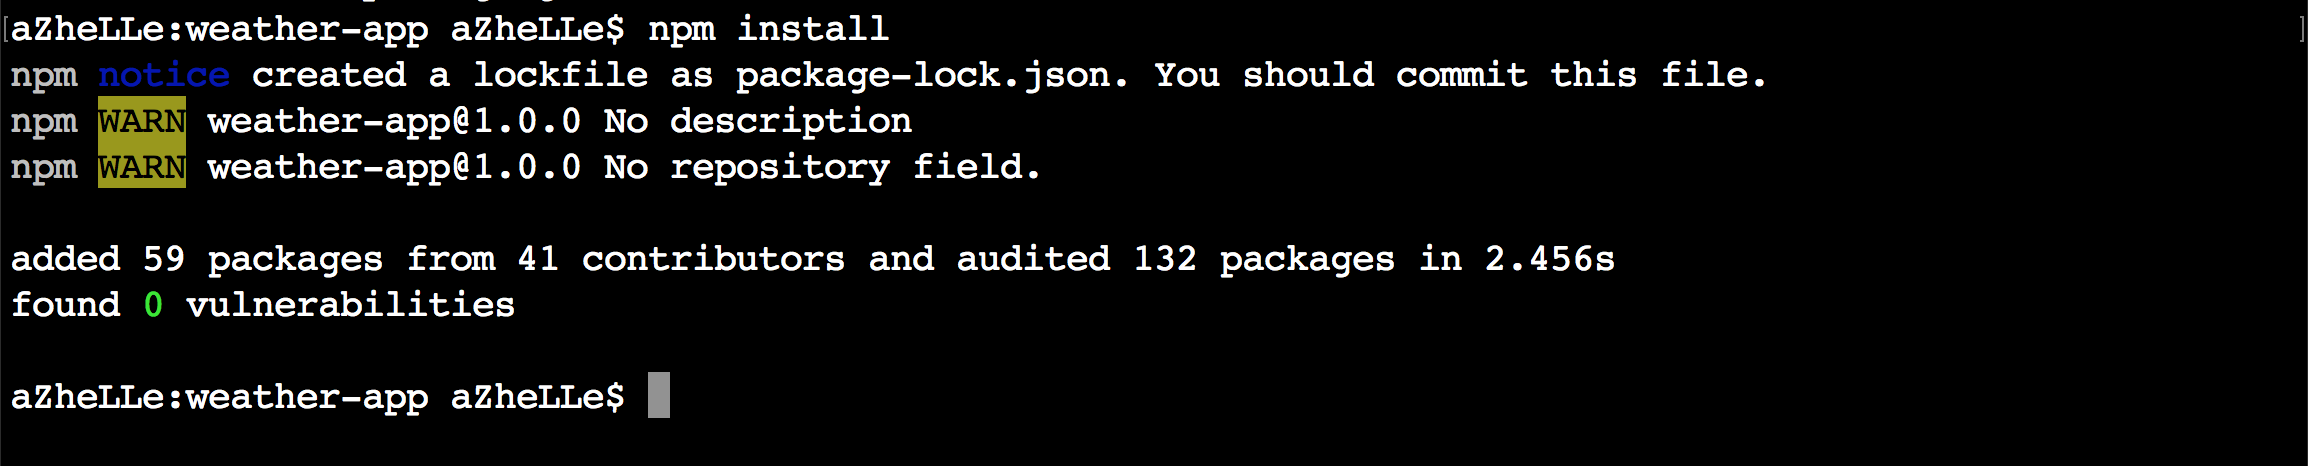 aZheLLe:weather-app aZheLLe$ npm install
npm notice created a lockfile as package-lock.json. You should commit this file.
npm WARN weather-app@1.0.0 No description
npm WARN weather-app@1.0.0 No repository field.
added 59 packages from 41 contributors and audited 132 packages in 2.456s
found 0 vulnerabilities
aZheLLe:weather-app aZheLLe$